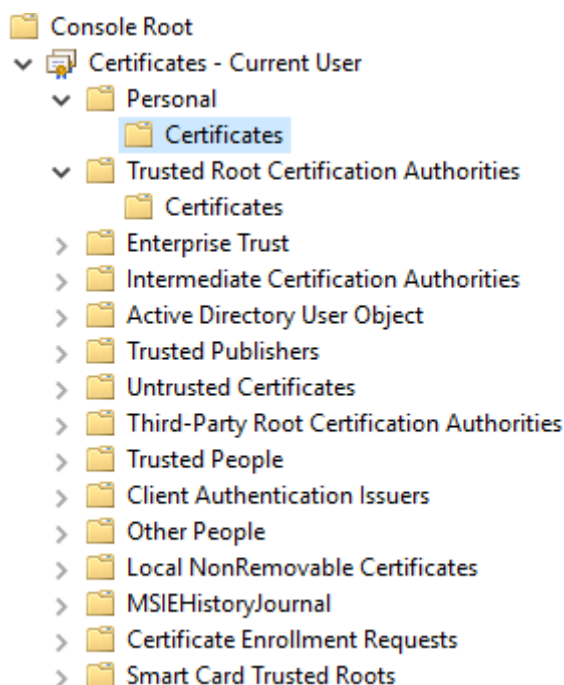 Console Root
Certificates - Current User
Personal
Certificates
Trusted Root Certification Authorities
Certificates
Enterprise Trust
Intermediate Certification Authorities
Active Directory User Object
Trusted Publishers
Untrusted Certificates
Third-Party Root Certification Authorities
Trusted People
Client Authentication Issuers
Other People
Local NonRemovable Certificates
MSIEHistoryJournal
Certificate Enrollment Requests
Smart Card Trusted Roots